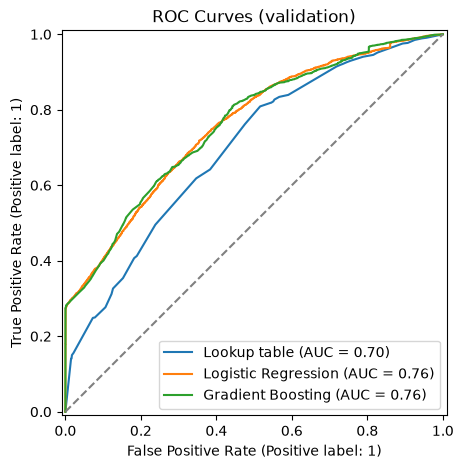 ROC Curves (validation)
True Positive Rate (Positive label: 1)
1.0
0.8
0.6
0.4
0.2
0.0
Lookup table (AUC = 0.70)
Logistic Regression (AUC = 0.76)
Gradient Boosting (AUC = 0.76)
0.0 0.2 0.4 0.6 0.8 1.0
False Positive Rate (Positive label: 1)